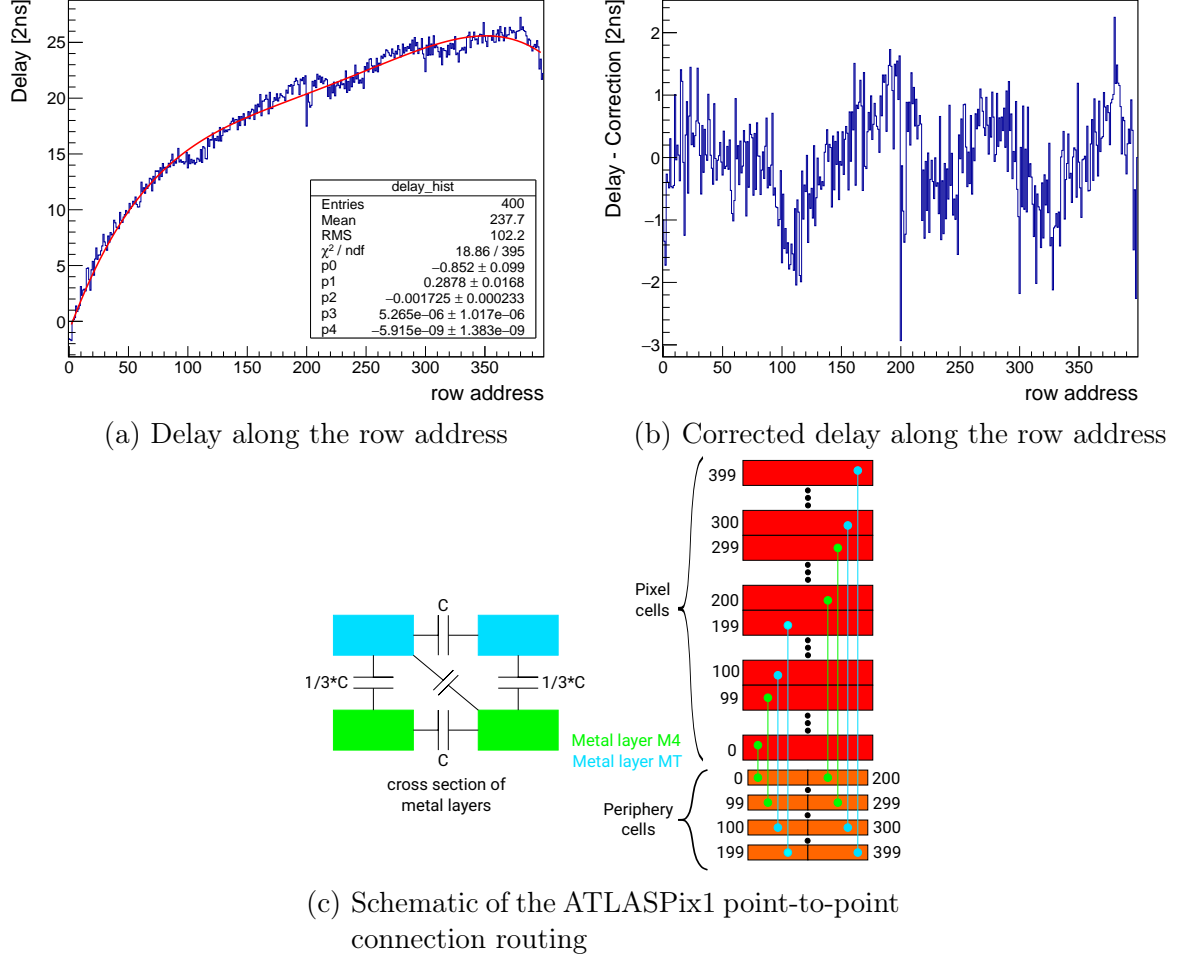 Delay [2ns]
25
20
15
10
5
0
0 50 100 150 200 250 300 350
row address
delay_hist
Entries 400
Mean 237.7
RMS 102.2
χ² / ndf 18.86 / 395
p0 −0.852 ± 0.099
p1 0.2878 ± 0.0168
p2 −0.001725 ± 0.000233
p3 5.265e−06 ± 1.017e−06
p4 −5.915e−09 ± 1.383e−09
(a) Delay along the row address
Delay - Correction [2ns]
2
1
0
−1
−2
−3
0 50 100 150 200 250 300 350
row address
(b) Corrected delay along the row address
C
1/3*C 1/3*C
C
cross section of
metal layers
Metal layer M4
Metal layer MT
Pixel
cells
399
300
299
200
199
100
99
0
Periphery
cells
0 200
99 299
100 300
199 399
(c) Schematic of the ATLASPix1 point-to-point
connection routing